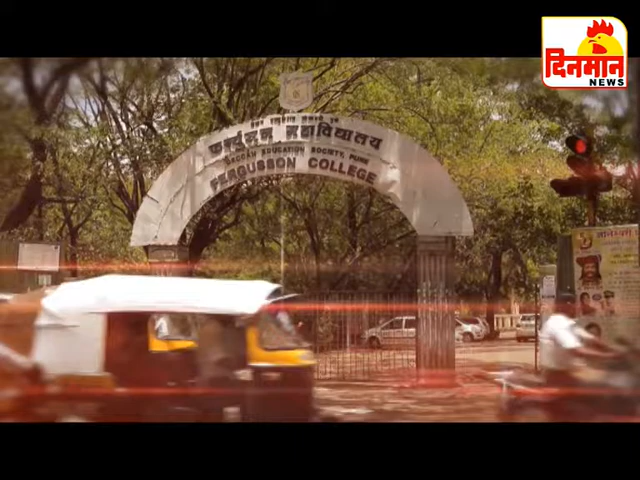 दिनमान
NEWS
फर्ग्युसन महाविद्यालय
DECCAN EDUCATION SOCIETY, PUNE
FERGUSSON COLLEGE